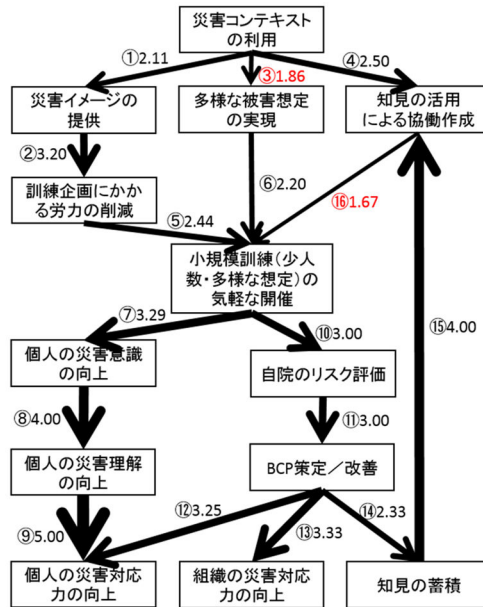 災害コンテキスト
の利用
①2.11
③1.86
④2.50
災害イメージの
提供
多様な被害想定
の実現
知見の活用
による協働作成
②3.20
⑥2.20
⑯1.67
訓練企画にかか
る労力の削減
⑤2.44
小規模訓練(少人
数・多様な想定)の
気軽な開催
⑦3.29
⑩3.00
⑮4.00
個人の災害意識
の向上
自院のリスク評価
⑧4.00
⑪3.00
個人の災害理解
の向上
BCP策定／改善
⑫3.25
⑬3.33
⑭2.33
⑨5.00
個人の災害対応
力の向上
組織の災害対応
力の向上
知見の蓄積